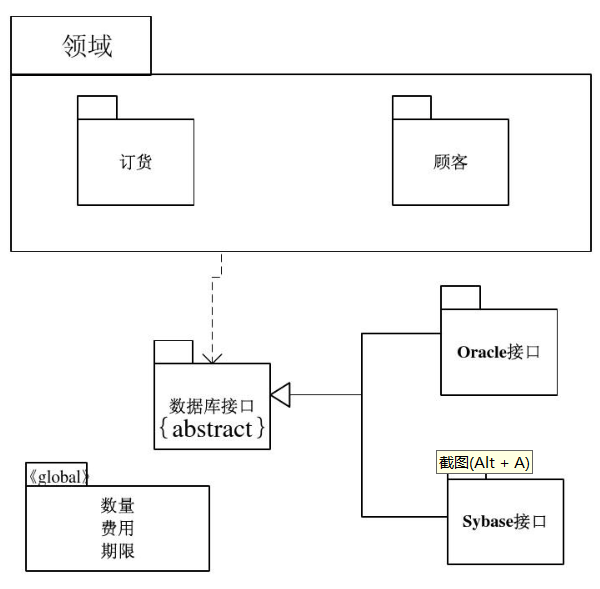 领域
订货
顾客
Oracle接口
数据库接口
{abstract}
截图(Alt + A)
《global》
数量
费用
期限
Sybase接口